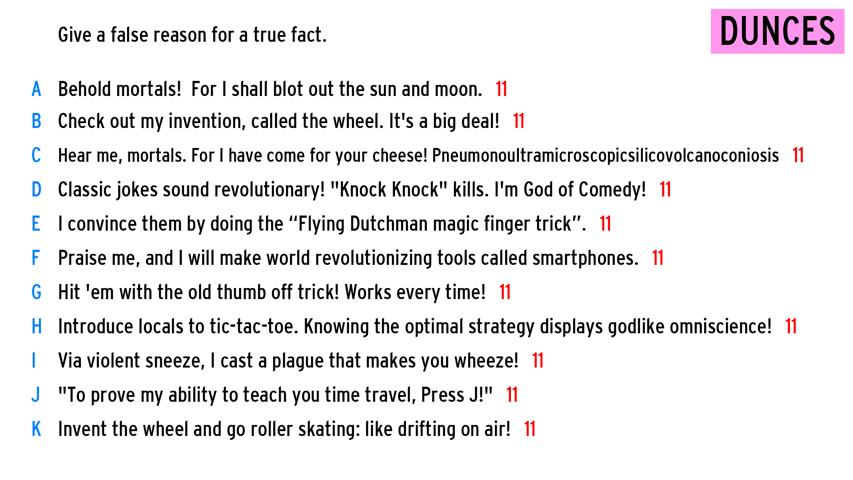 Give a false reason for a true fact.
DUNCES
A Behold mortals! For I shall blot out the sun and moon. 11
B Check out my invention, called the wheel. It's a big deal! 11
C Hear me, mortals. For I have come for your cheese! Pneumonoultramicroscopicsilicovolcanoconiosis 11
D Classic jokes sound revolutionary! "Knock Knock" kills. I'm God of Comedy! 11
E I convince them by doing the “Flying Dutchman magic finger trick”. 11
F Praise me, and I will make world revolutionizing tools called smartphones. 11
G Hit 'em with the old thumb off trick! Works every time! 11
H Introduce locals to tic-tac-toe. Knowing the optimal strategy displays godlike omniscience! 11
I Via violent sneeze, I cast a plague that makes you wheeze! 11
J "To prove my ability to teach you time travel, Press J!" 11
K Invent the wheel and go roller skating: like drifting on air! 11